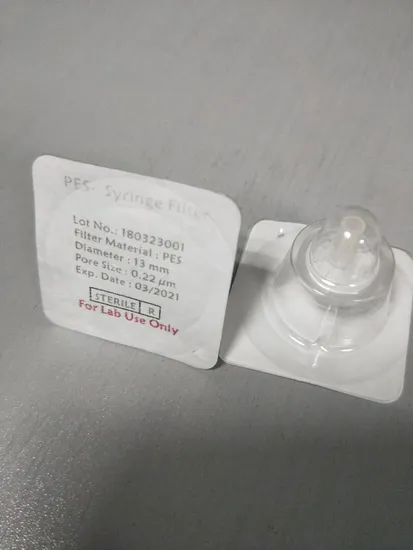 PES- Syringe Filter
Lot No.: 180323001
Filter Material : PES
Diameter : 13 mm
Pore Size : 0.22 μm
Exp. Date : 03/2021
STERILE R
For Lab Use Only